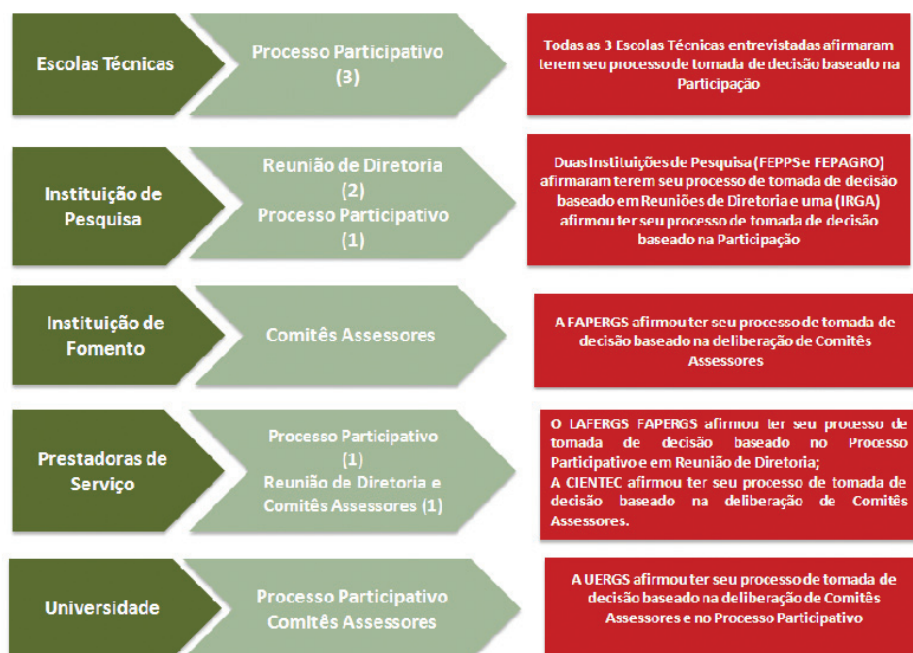 Escolas Técnicas
Processo Participativo
(3)
Todas as 3 Escolas Técnicas entrevistadas afirmaram
terem seu processo de tomada de decisão baseado na
Participação
Instituição de
Pesquisa
Reunião de Diretoria
(2)
Processo Participativo
(1)
Duas Instituições de Pesquisa (FEPPS e FEPAGRO)
afirmaram terem seu processo de tomada de decisão
baseado em Reuniões de Diretoria e uma (IRGA)
afirmou ter seu processo de tomada de decisão
baseado na Participação
Instituição de
Fomento
Comitês Assessores
A FAPERGS afirmou ter seu processo de tomada de
decisão baseado na deliberação de Comitês
Assessores
Prestadoras de
Serviço
Processo Participativo
(1)
Reunião de Diretoria e
Comitês Assessores (1)
O LAFERGS FAPERGS afirmou ter seu processo de
tomada de decisão baseado no Processo
Participativo e em Reunião de Diretoria;
A CIENTEC afirmou ter seu processo de tomada de
decisão baseado na deliberação de Comitês
Assessores.
Universidade
Processo Participativo
Comitês Assessores
A UERGS afirmou ter seu processo de tomada de
decisão baseado na deliberação de Comitês
Assessores e no Processo Participativo